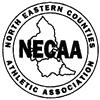 NORTH EASTERN COUNTIES
NECAA
ATHLETIC ASSOCIATION